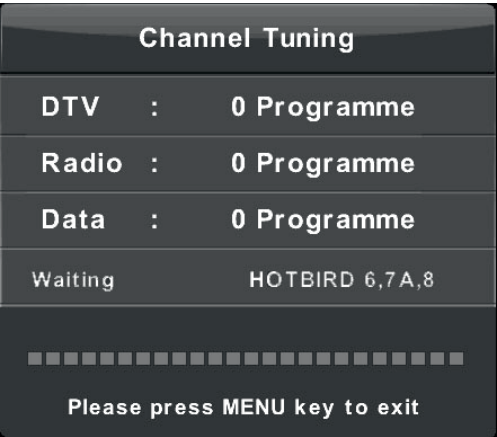 Channel Tuning
DTV : 0 Programme
Radio : 0 Programme
Data : 0 Programme
Waiting HOTBIRD 6,7A,8
Please press MENU key to exit